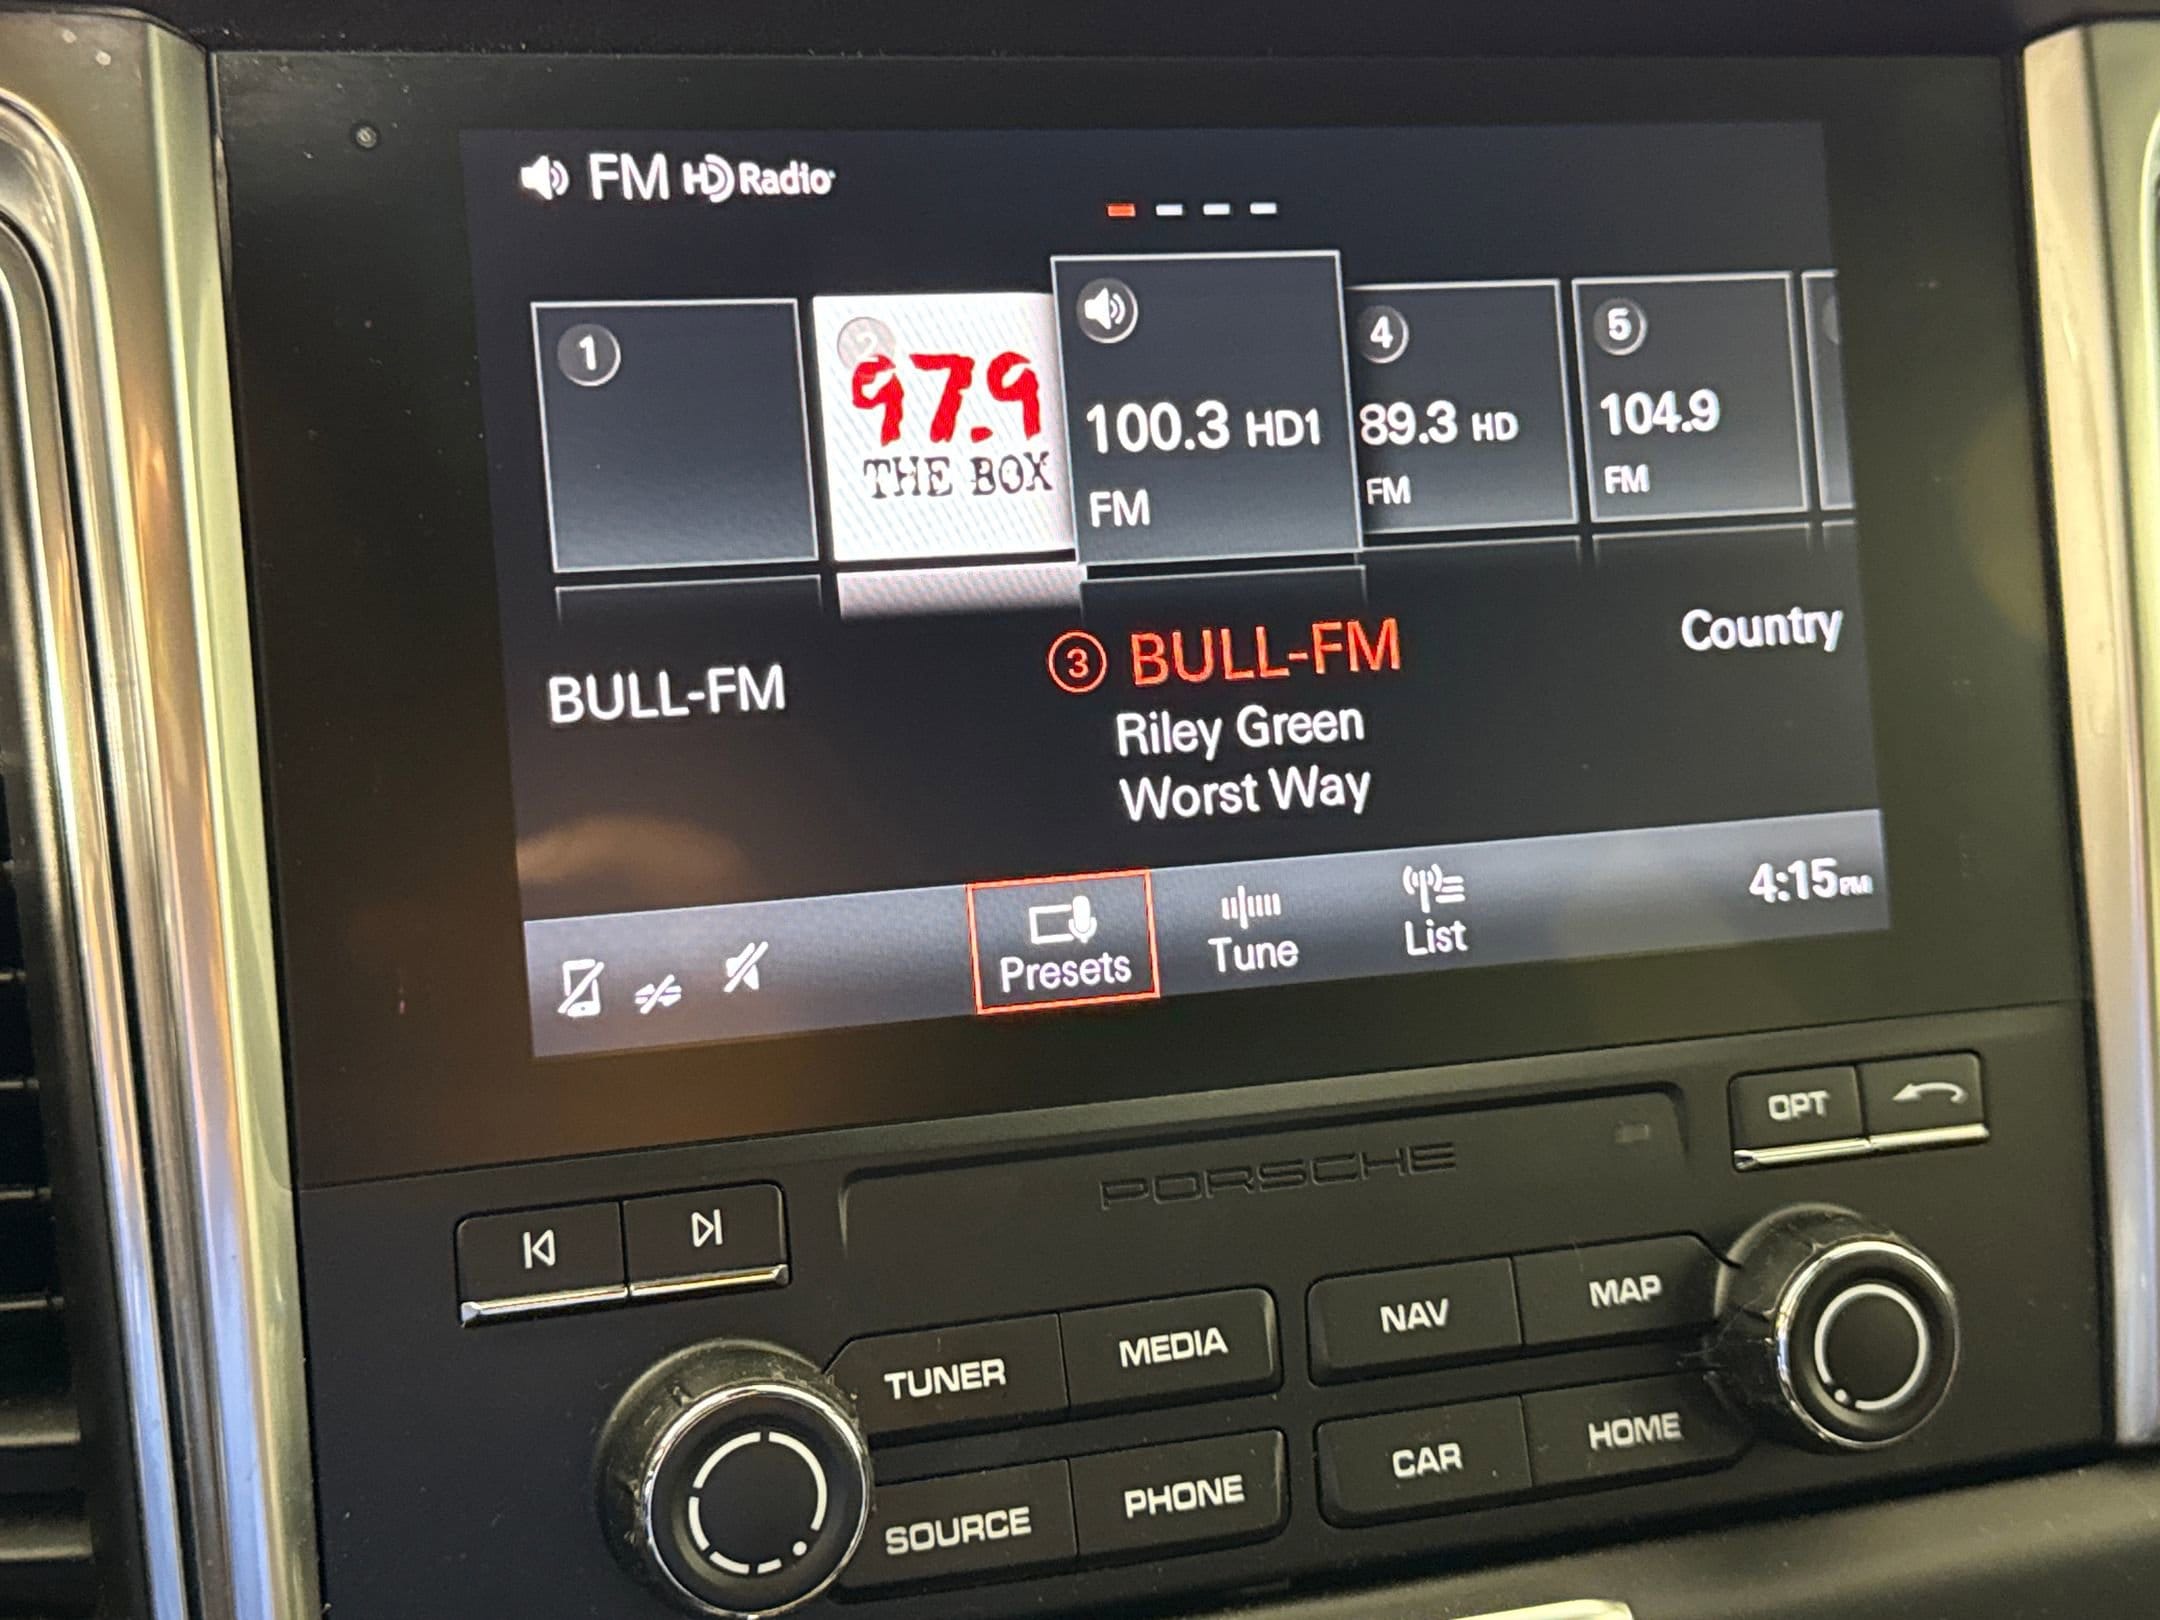 FM HD Radio
1
2
97.9
THE BOX
100.3 HD1
FM
4
89.3 HD
FM
5
104.9
FM
BULL-FM
3 BULL-FM
Country
Riley Green
Worst Way
Presets
Tune
List
4:15PM
OPT
PORSCHE
TUNER
MEDIA
NAV
MAP
SOURCE
PHONE
CAR
HOME